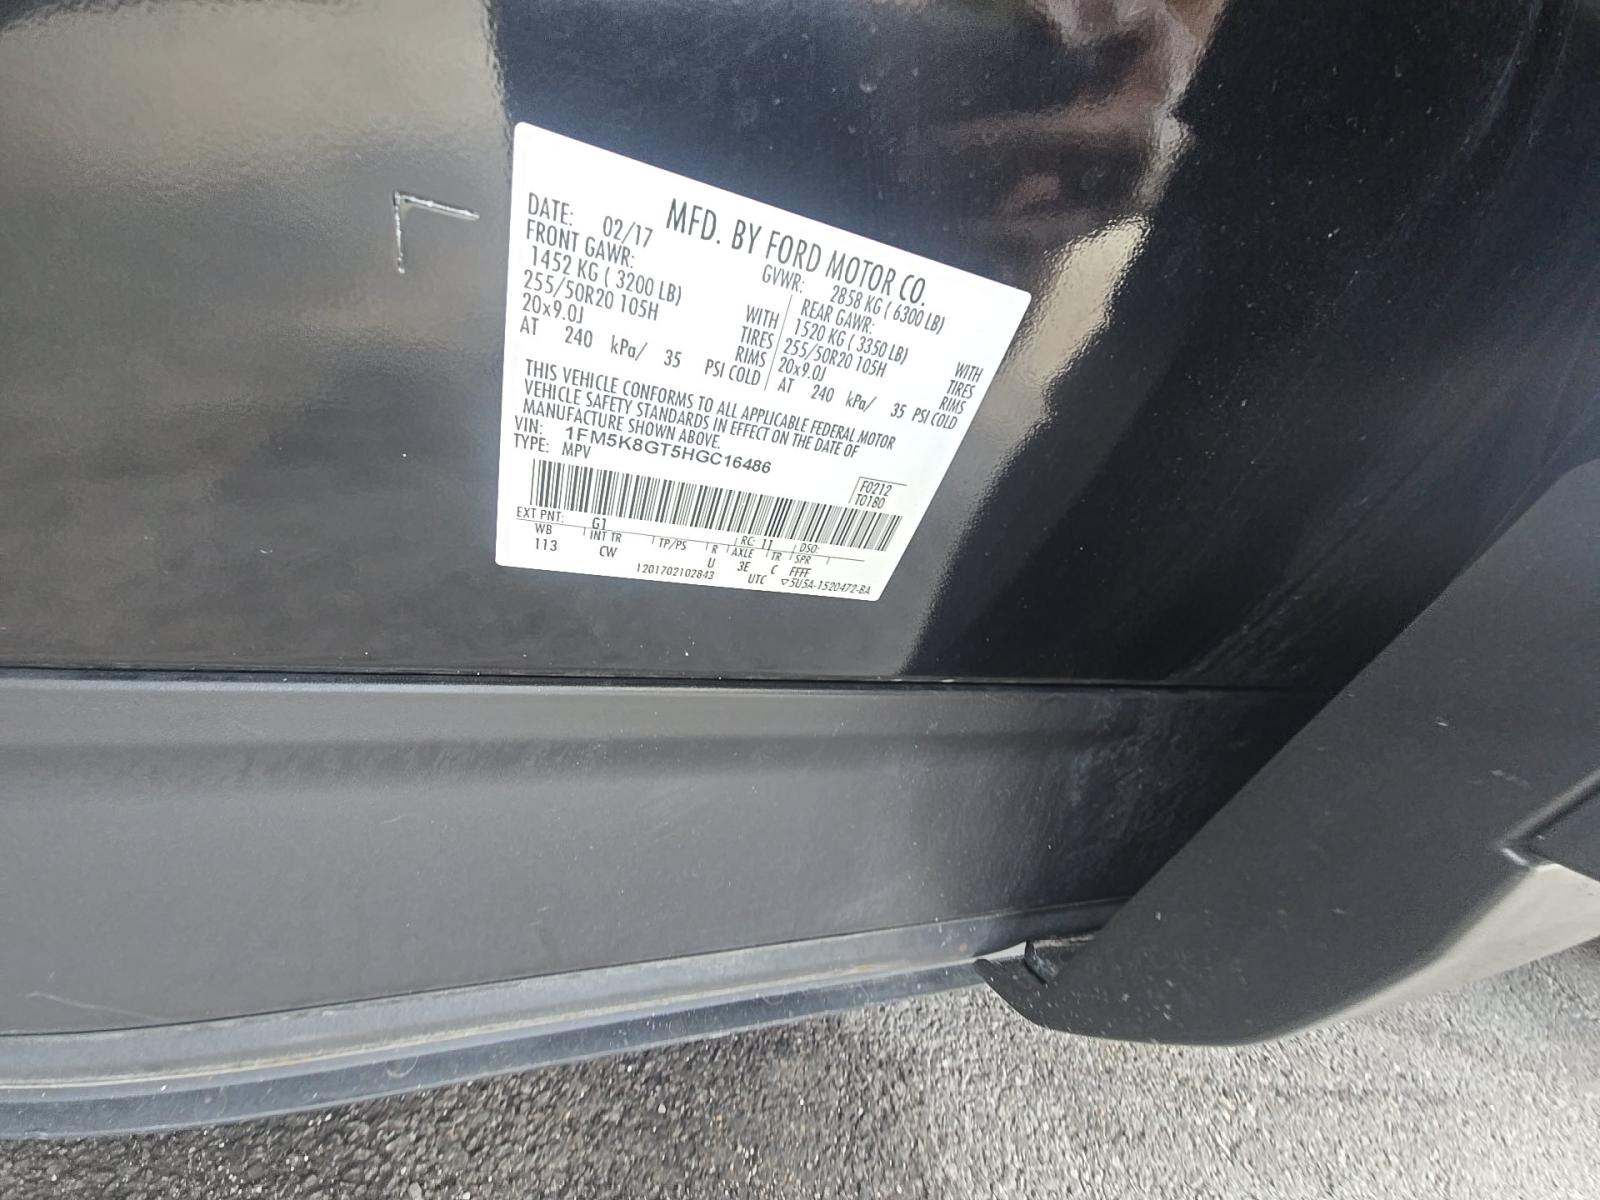 MFD. BY FORD MOTOR CO.
DATE: 02/17
GVWR: 2858 KG ( 6300 LB)
FRONT GAWR:
1452 KG ( 3200 LB) WITH
255/50R20 105H TIRES
20x9.0J RIMS
AT 240 kPa/ 35 PSI COLD
REAR GAWR:
1520 KG ( 3350 LB) WITH
255/50R20 105H TIRES
20x9.0J RIMS
AT 240 kPa/ 35 PSI COLD
THIS VEHICLE CONFORMS TO ALL APPLICABLE FEDERAL MOTOR
VEHICLE SAFETY STANDARDS IN EFFECT ON THE DATE OF
MANUFACTURE SHOWN ABOVE.
VIN: 1FM5K8GT5HGC16486
TYPE: MPV
F0212
T0180
EXT PNT: G1 RC: 11 DSO:
WB INT TR TP/PS R AXLE TR SPR
113 CW U 3E C FFFF
1201702102843 UTC ▽5U5A-1520472-BA